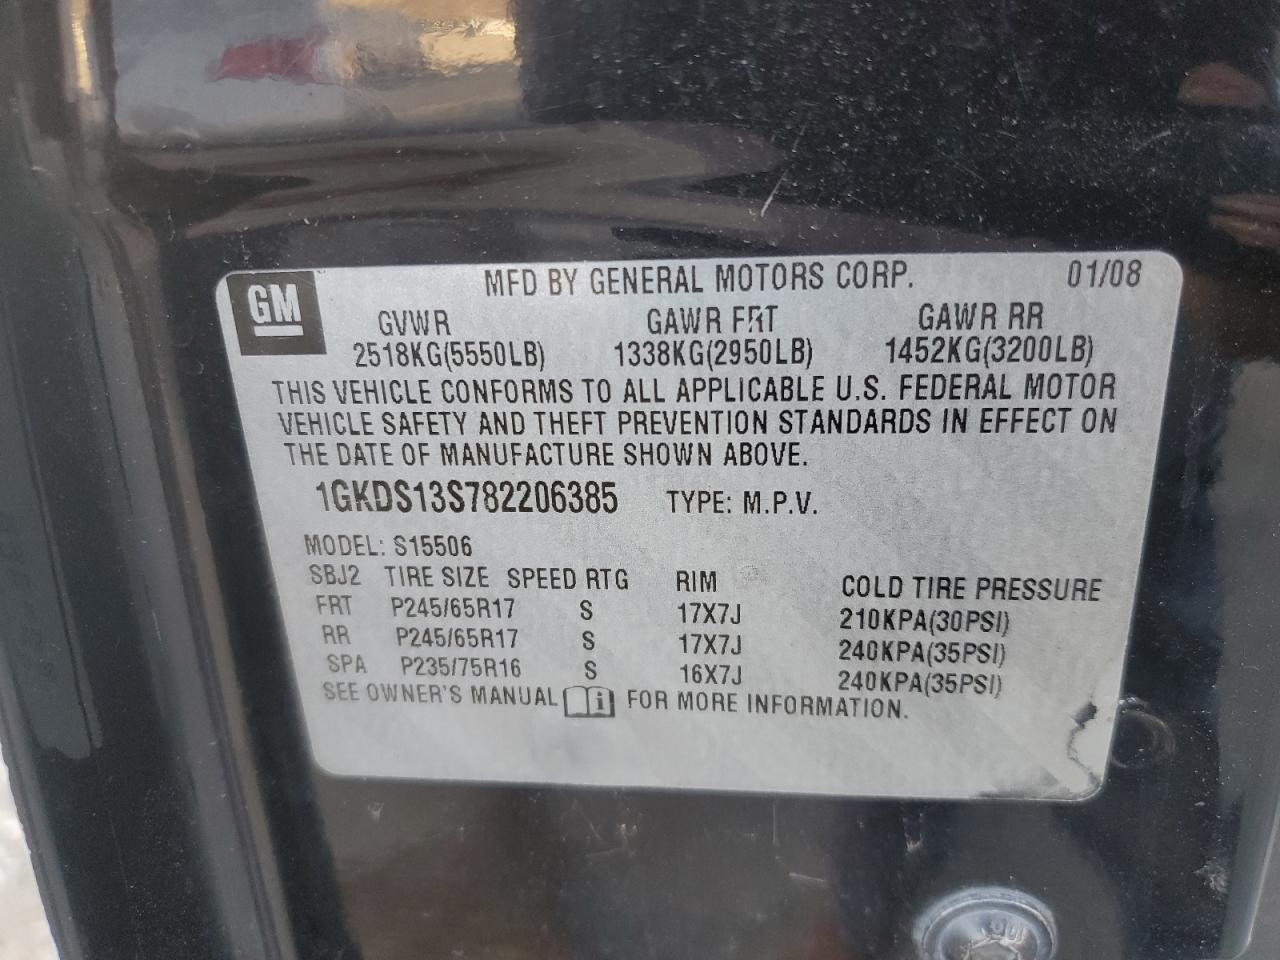 GM
MFD BY GENERAL MOTORS CORP. 01/08
GVWR GAWR FRT GAWR RR
2518KG(5550LB) 1338KG(2950LB) 1452KG(3200LB)
THIS VEHICLE CONFORMS TO ALL APPLICABLE U.S. FEDERAL MOTOR
VEHICLE SAFETY AND THEFT PREVENTION STANDARDS IN EFFECT ON
THE DATE OF MANUFACTURE SHOWN ABOVE.
1GKDS13S782206385 TYPE: M.P.V.
MODEL: S15506
SBJ2 TIRE SIZE SPEED RTG RIM COLD TIRE PRESSURE
FRT P245/65R17 S 17X7J 210KPA(30PSI)
RR P245/65R17 S 17X7J 240KPA(35PSI)
SPA P235/75R16 S 16X7J 240KPA(35PSI)
SEE OWNER'S MANUAL i FOR MORE INFORMATION.